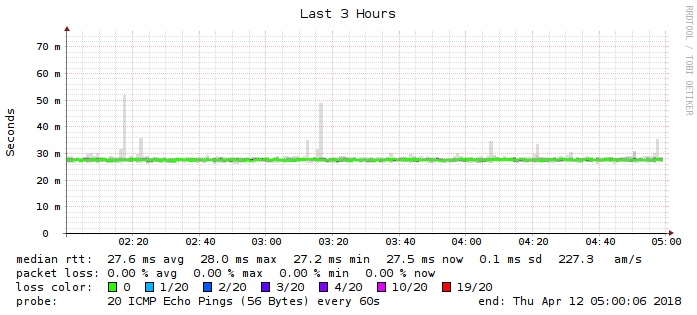 Last 3 Hours
RRDTOOL / TOBI OETIKER
Seconds
70 m
60 m
50 m
40 m
30 m
20 m
10 m
0
02:20 02:40 03:00 03:20 03:40 04:00 04:20 04:40 05:00
median rtt: 27.6 ms avg 28.0 ms max 27.2 ms min 27.5 ms now 0.1 ms sd 227.3 am/s
packet loss: 0.00 % avg 0.00 % max 0.00 % min 0.00 % now
loss color: 0 1/20 2/20 3/20 4/20 10/20 19/20
probe: 20 ICMP Echo Pings (56 Bytes) every 60s end: Thu Apr 12 05:00:06 2018